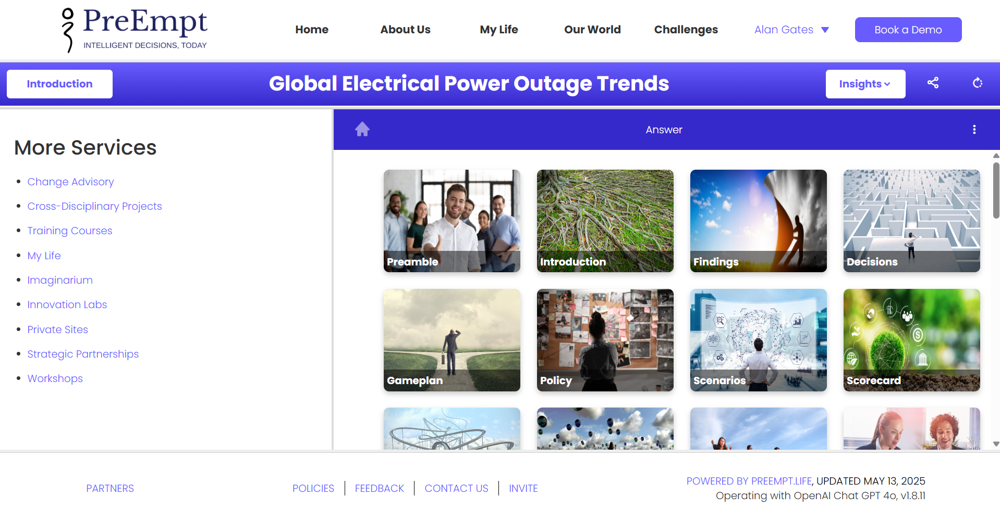 PreEmpt
INTELLIGENT DECISIONS, TODAY
Home
About Us
My Life
Our World
Challenges
Alan Gates
Book a Demo
Introduction
Global Electrical Power Outage Trends
Insights
More Services
Change Advisory
Cross-Disciplinary Projects
Training Courses
My Life
Imaginarium
Innovation Labs
Private Sites
Strategic Partnerships
Workshops
Answer
Preamble
Introduction
Findings
Decisions
Gameplan
Policy
Scenarios
Scorecard
PARTNERS
POLICIES
FEEDBACK
CONTACT US
INVITE
POWERED BY PREEMPT.LIFE, UPDATED MAY 13, 2025
Operating with OpenAI Chat GPT 4o, v1.8.11